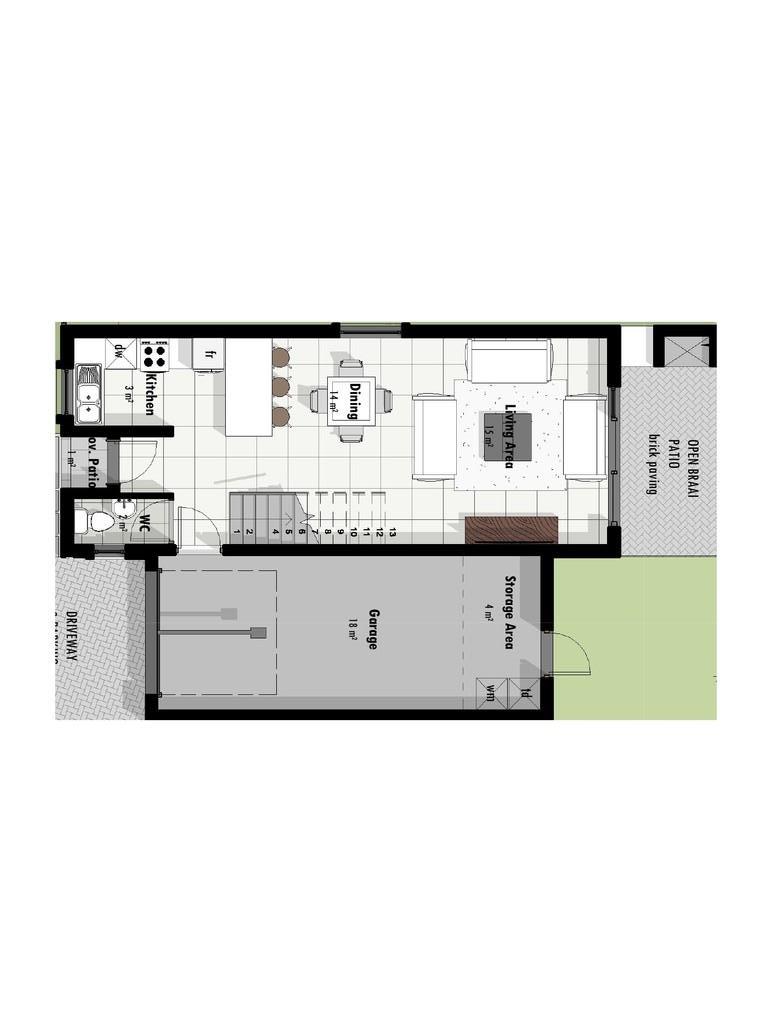 dw
fr
Kitchen
3 m²
Dining
14 m²
Living Area
15 m²
OPEN BRAAI
PATIO
brick paving
ov. Patio
1 m²
WC
2 m²
1
2
4
5
6
7
8
9
10
11
12
13
Storage Area
4 m²
Garage
18 m²
DRIVEWAY
wm
td